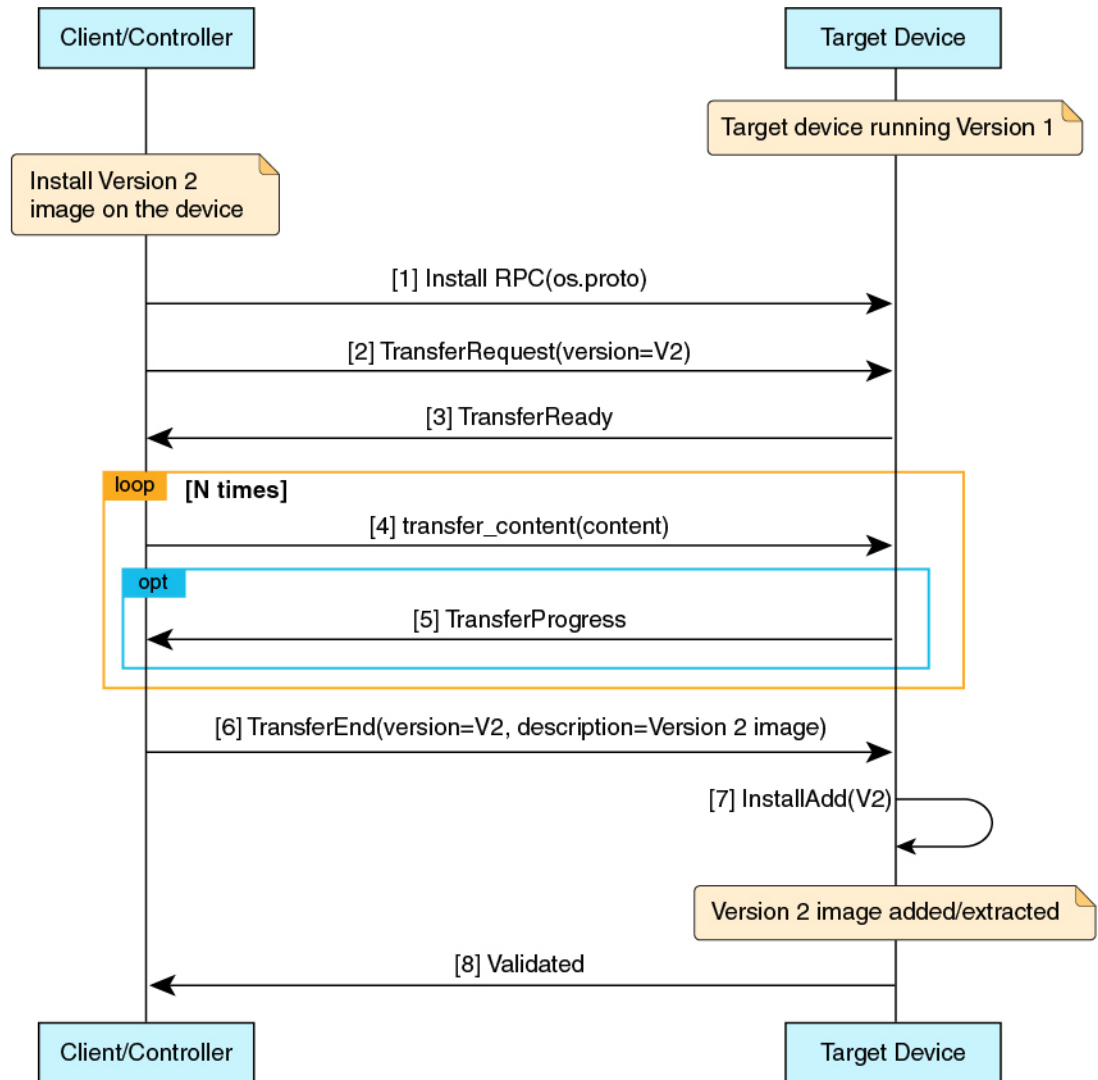 Client/Controller
Target Device
Target device running Version 1
Install Version 2
image on the device
[1] Install RPC(os.proto)
[2] TransferRequest(version=V2)
[3] TransferReady
loop
[N times]
[4] transfer_content(content)
opt
[5] TransferProgress
[6] TransferEnd(version=V2, description=Version 2 image)
[7] InstallAdd(V2)
Version 2 image added/extracted
[8] Validated
Client/Controller
Target Device